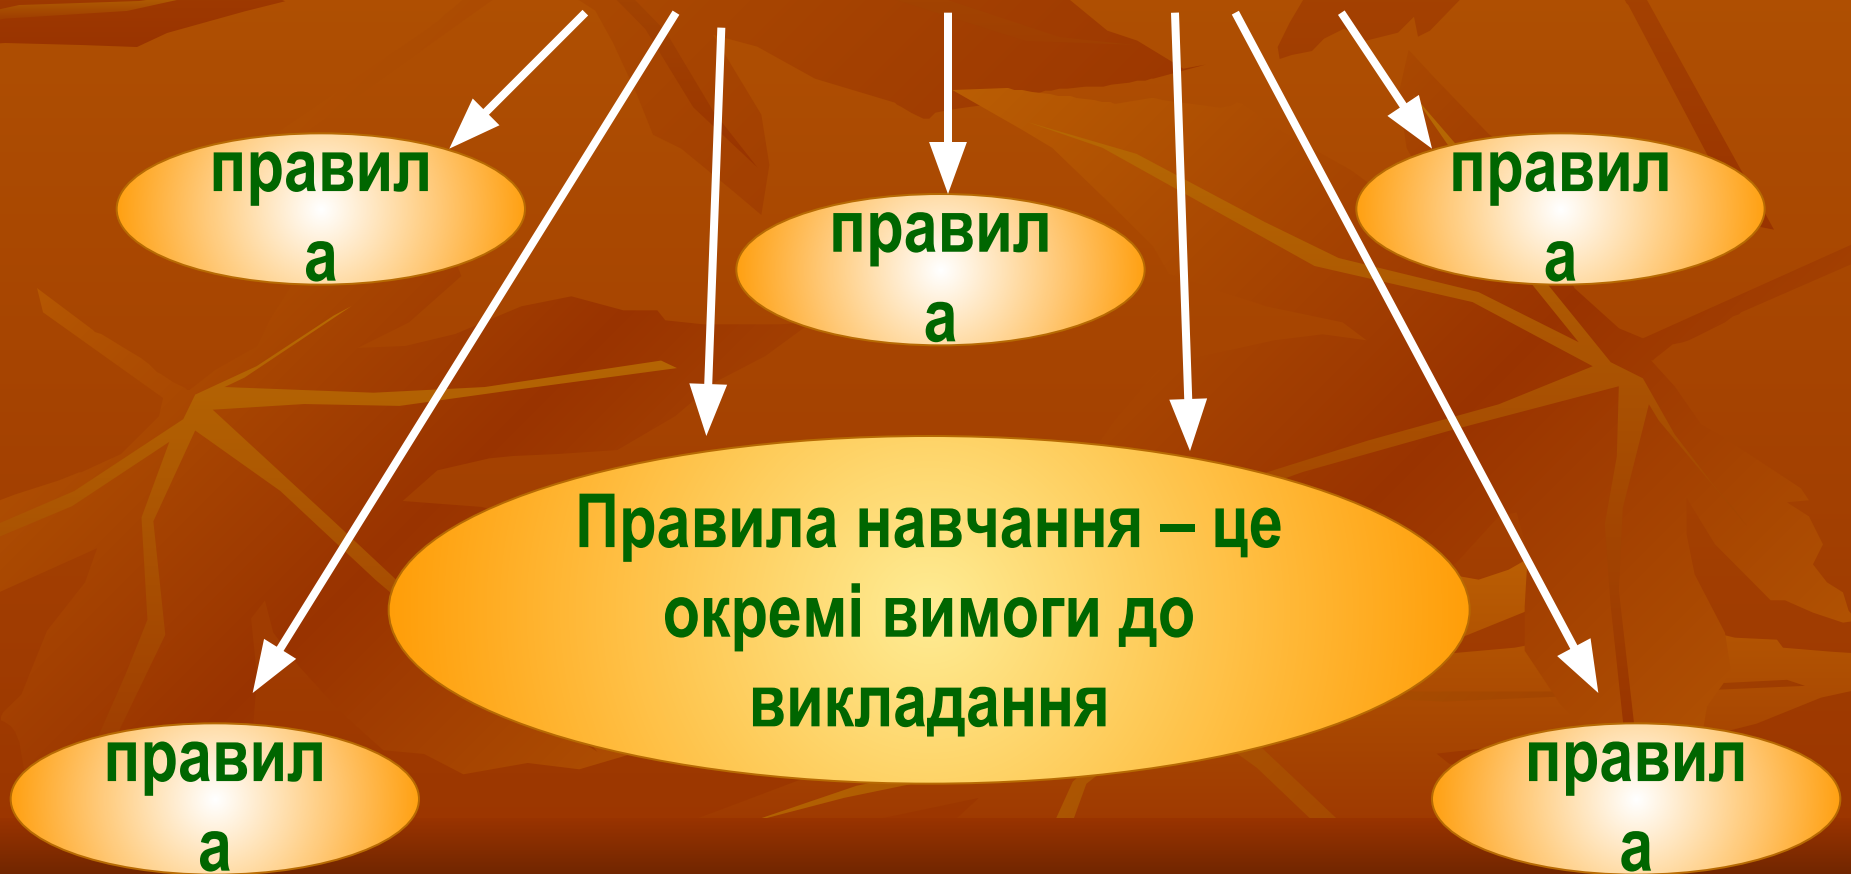 правил
а
правил
а
правил
а
Правила навчання – це
окремі вимоги до
викладання
правил
а
правил
а